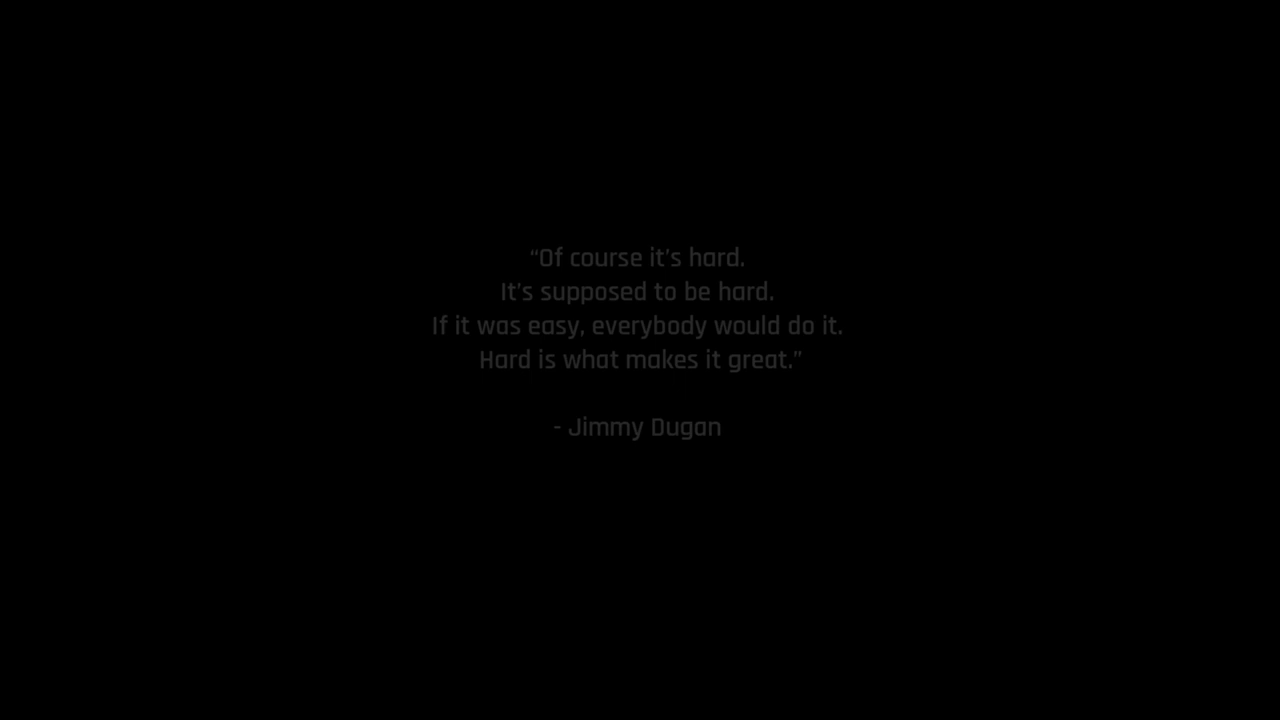 “Of course it’s hard.
It’s supposed to be hard.
If it was easy, everybody would do it.
Hard is what makes it great.”
- Jimmy Dugan